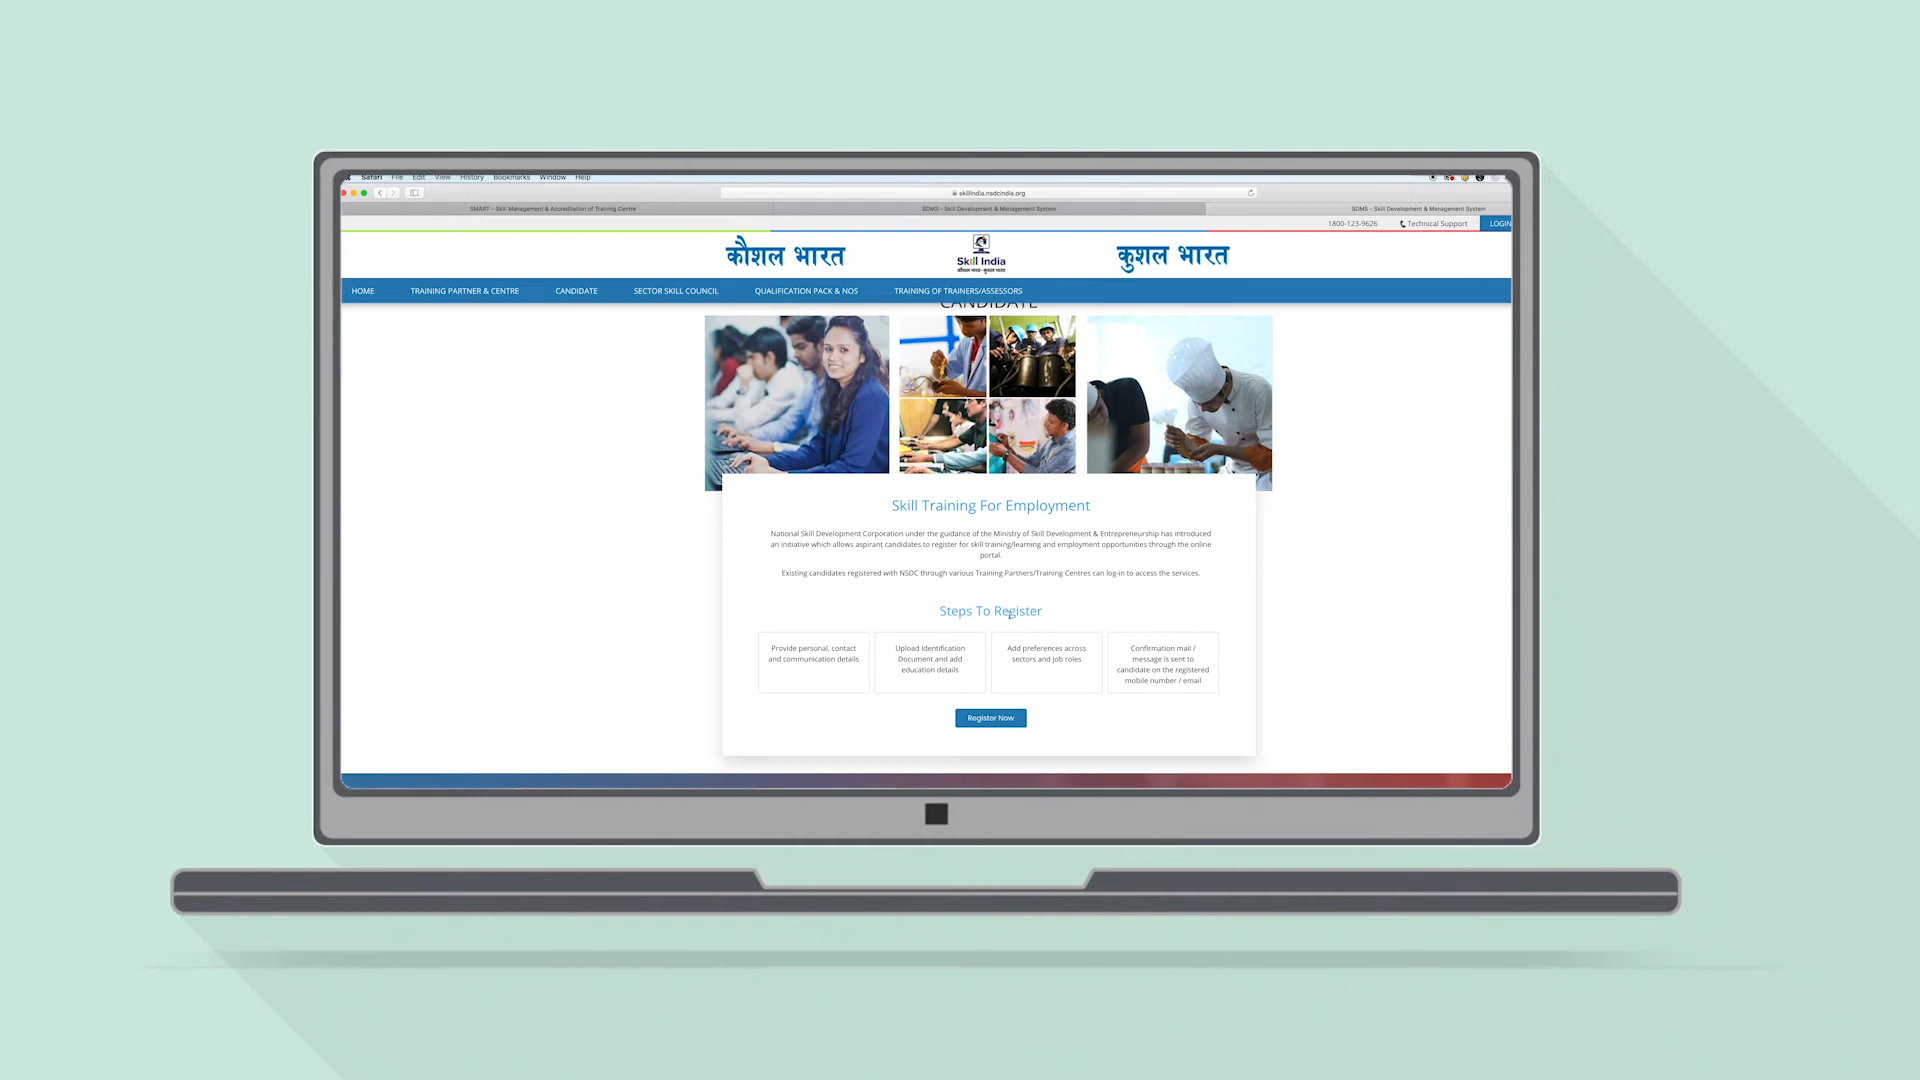 Safari File Edit View History Bookmarks Window Help
skillindia.nsdcindia.org
SMART - Skill Management & Accreditation of Training Centre
SDMS - Skill Development & Management System
SDMS - Skill Development & Management System
1800-123-9626 Technical Support LOGIN
कौशल भारत
Skill India
कौशल भारत - कुशल भारत
कुशल भारत
HOME TRAINING PARTNER & CENTRE CANDIDATE SECTOR SKILL COUNCIL QUALIFICATION PACK & NOS TRAINING OF TRAINERS/ASSESSORS
CANDIDATE
Skill Training For Employment
National Skill Development Corporation under the guidance of the Ministry of Skill Development & Entrepreneurship has introduced
an initiative which allows aspirant candidates to register for skill training/learning and employment opportunities through the online
portal.
Existing candidates registered with NSDC through various Training Partners/Training Centres can log-in to access the services.
Steps To Register
Provide personal, contact
and communication details
Upload Identification
Document and add
education details
Add preferences across
sectors and job roles
Confirmation mail /
message is sent to
candidate on the registered
mobile number / email
Register Now